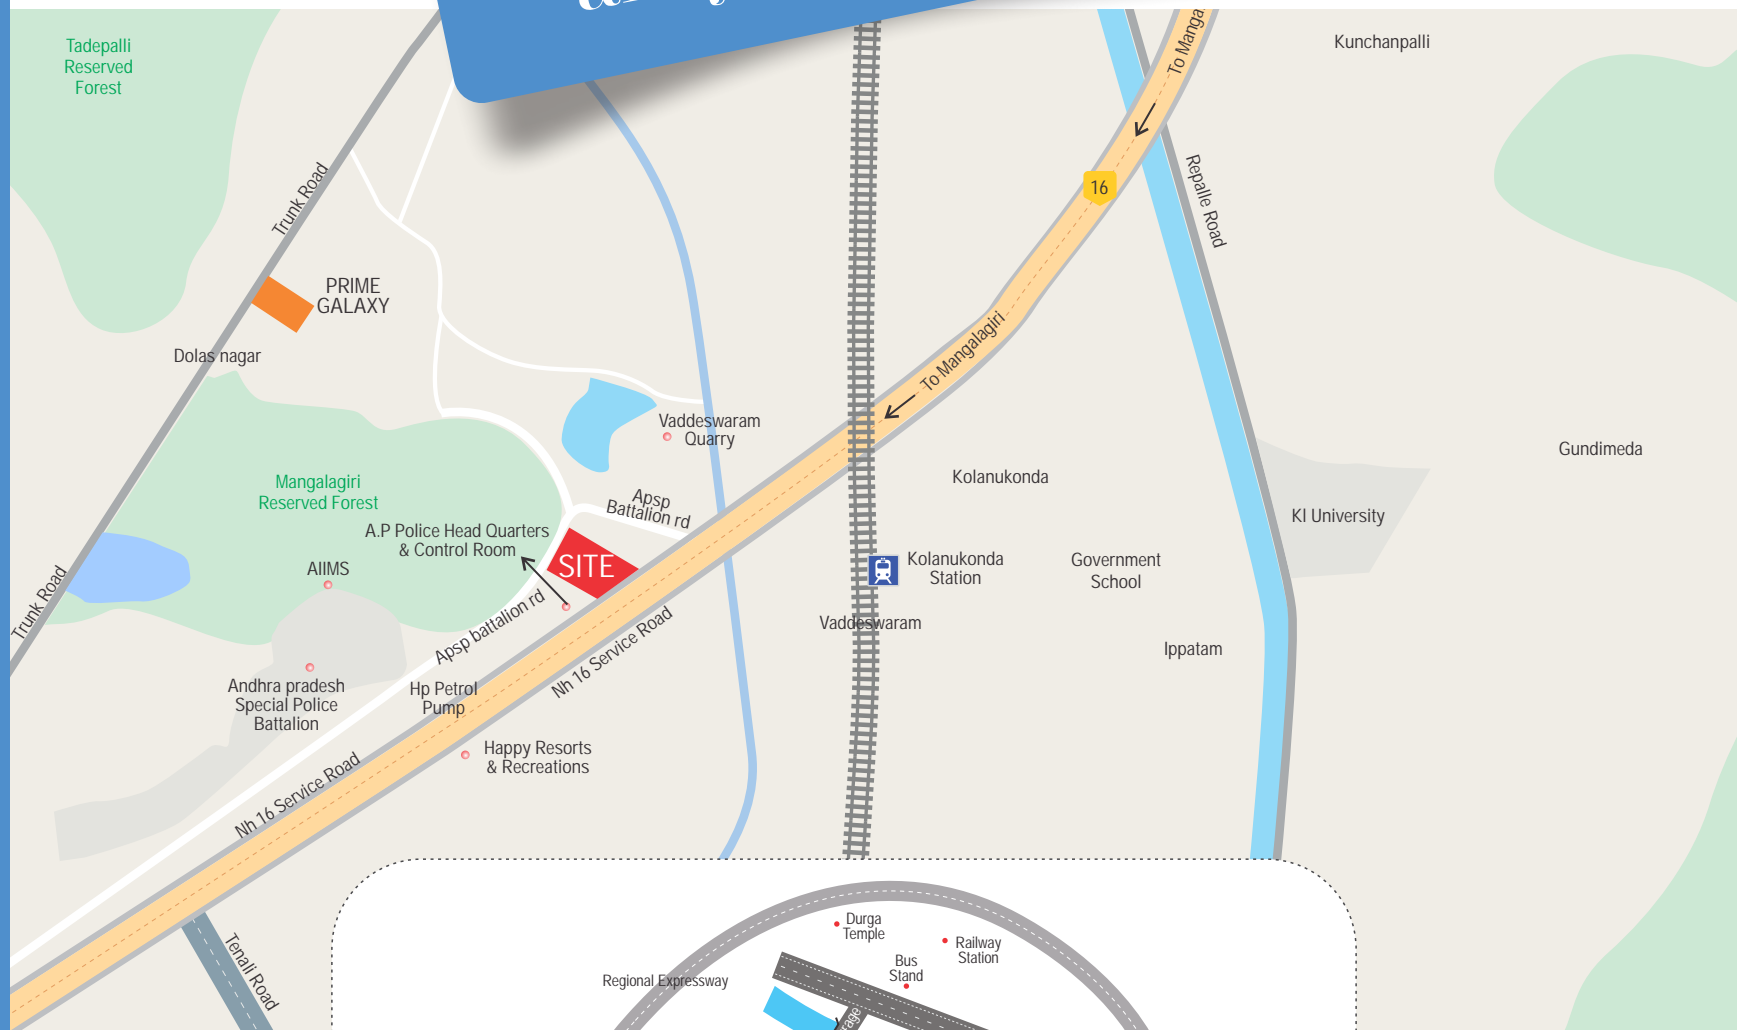 Tadepalli
Reserved
Forest
Kunchanpalli
To Manga
16
Repalle Road
Trunk Road
PRIME
GALAXY
Dolas nagar
To Mangalagiri
Vaddeswaram
Quarry
Gundimeda
Kolanukonda
Mangalagiri
Reserved Forest
Apsp
Battalion rd
KI University
A.P Police Head Quarters
& Control Room
SITE
AIIMS
Kolanukonda
Station
Government
School
Trunk Road
Apsp battalion rd
Nh 16 Service Road
Vaddeswaram
Ippatam
Andhra pradesh
Special Police
Battalion
Hp Petrol
Pump
Happy Resorts
& Recreations
Nh 16 Service Road
Tenali Road
Durga
Temple
Railway
Station
Bus
Stand
Regional Expressway